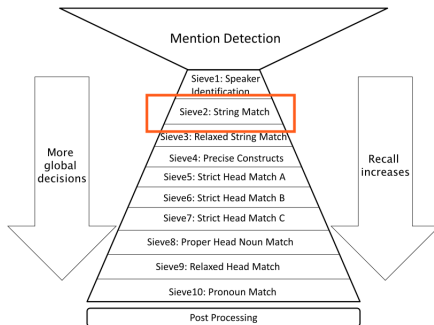 Mention Detection
Sieve1: Speaker
Identification
Sieve2: String Match
Sieve3: Relaxed String Match
Sieve4: Precise Constructs
Sieve5: Strict Head Match A
Sieve6: Strict Head Match B
Sieve7: Strict Head Match C
Sieve8: Proper Head Noun Match
Sieve9: Relaxed Head Match
Sieve10: Pronoun Match
Post Processing
More
global
decisions
Recall
increases